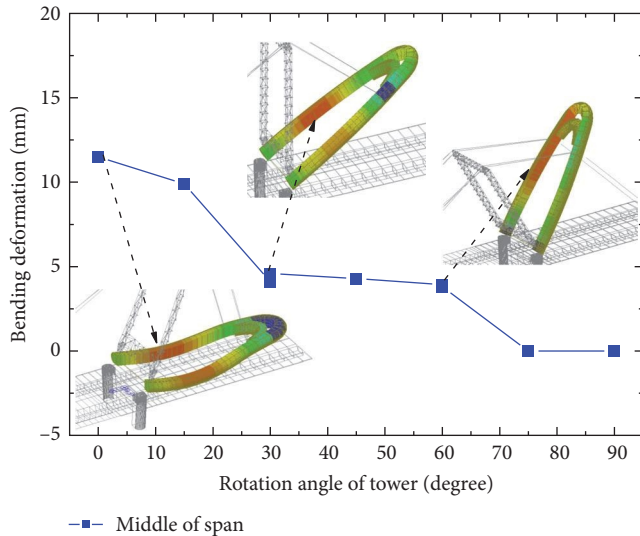 Bending deformation (mm)
20
15
10
5
0
−5
0 10 20 30 40 50 60 70 80 90
Rotation angle of tower (degree)
Middle of span